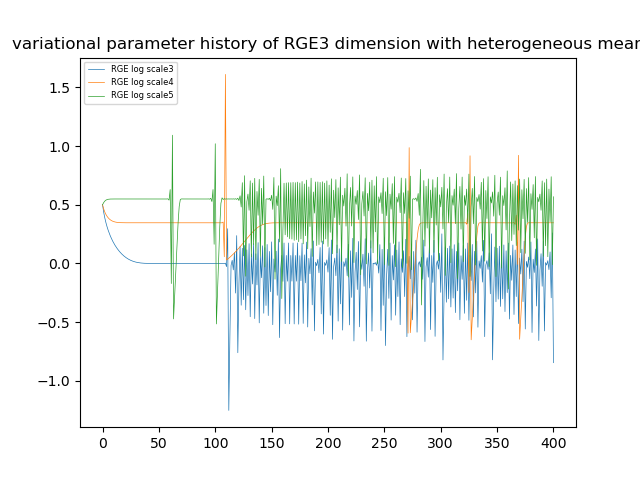 variational parameter history of RGE3 dimension with heterogeneous mean
RGE log scale3
RGE log scale4
RGE log scale5
1.5
1.0
0.5
0.0
−0.5
−1.0
0 50 100 150 200 250 300 350 400